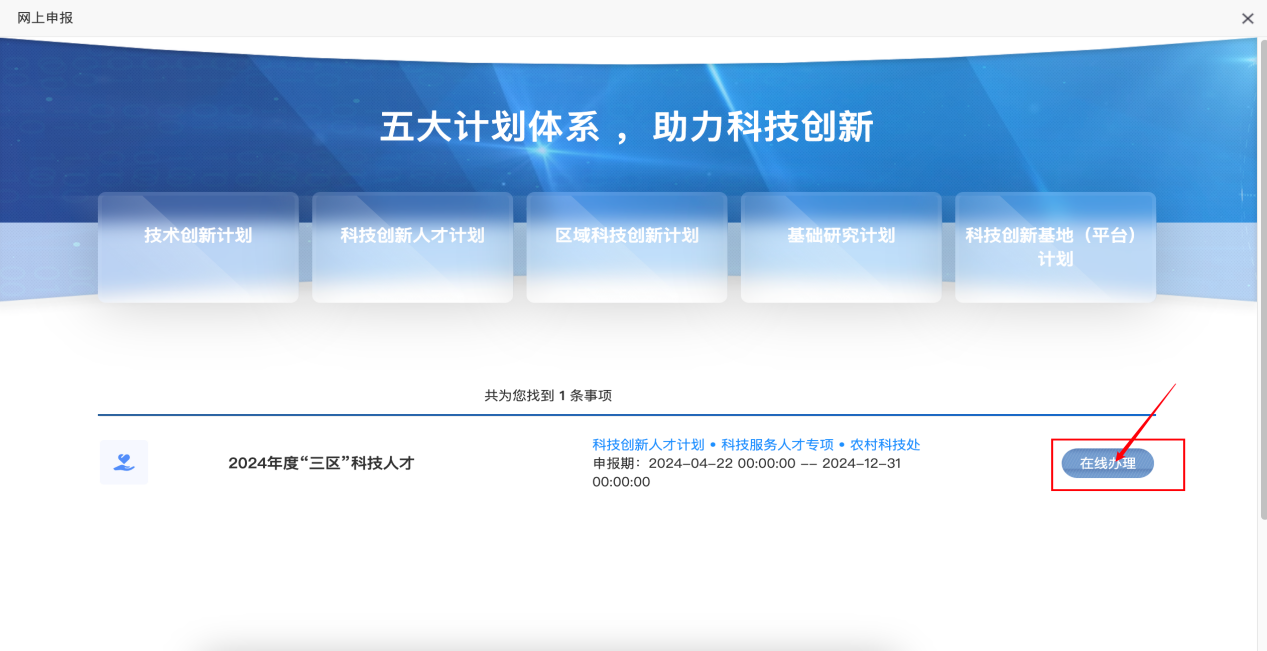 网上申报
五大计划体系 ，助力科技创新
技术创新计划
科技创新人才计划
区域科技创新计划
基础研究计划
科技创新基地（平台）
计划
共为您找到 1 条事项
2024年度“三区”科技人才
科技创新人才计划 • 科技服务人才专项 • 农村科技处
申报期：2024-04-22 00:00:00 -- 2024-12-31
00:00:00
在线办理